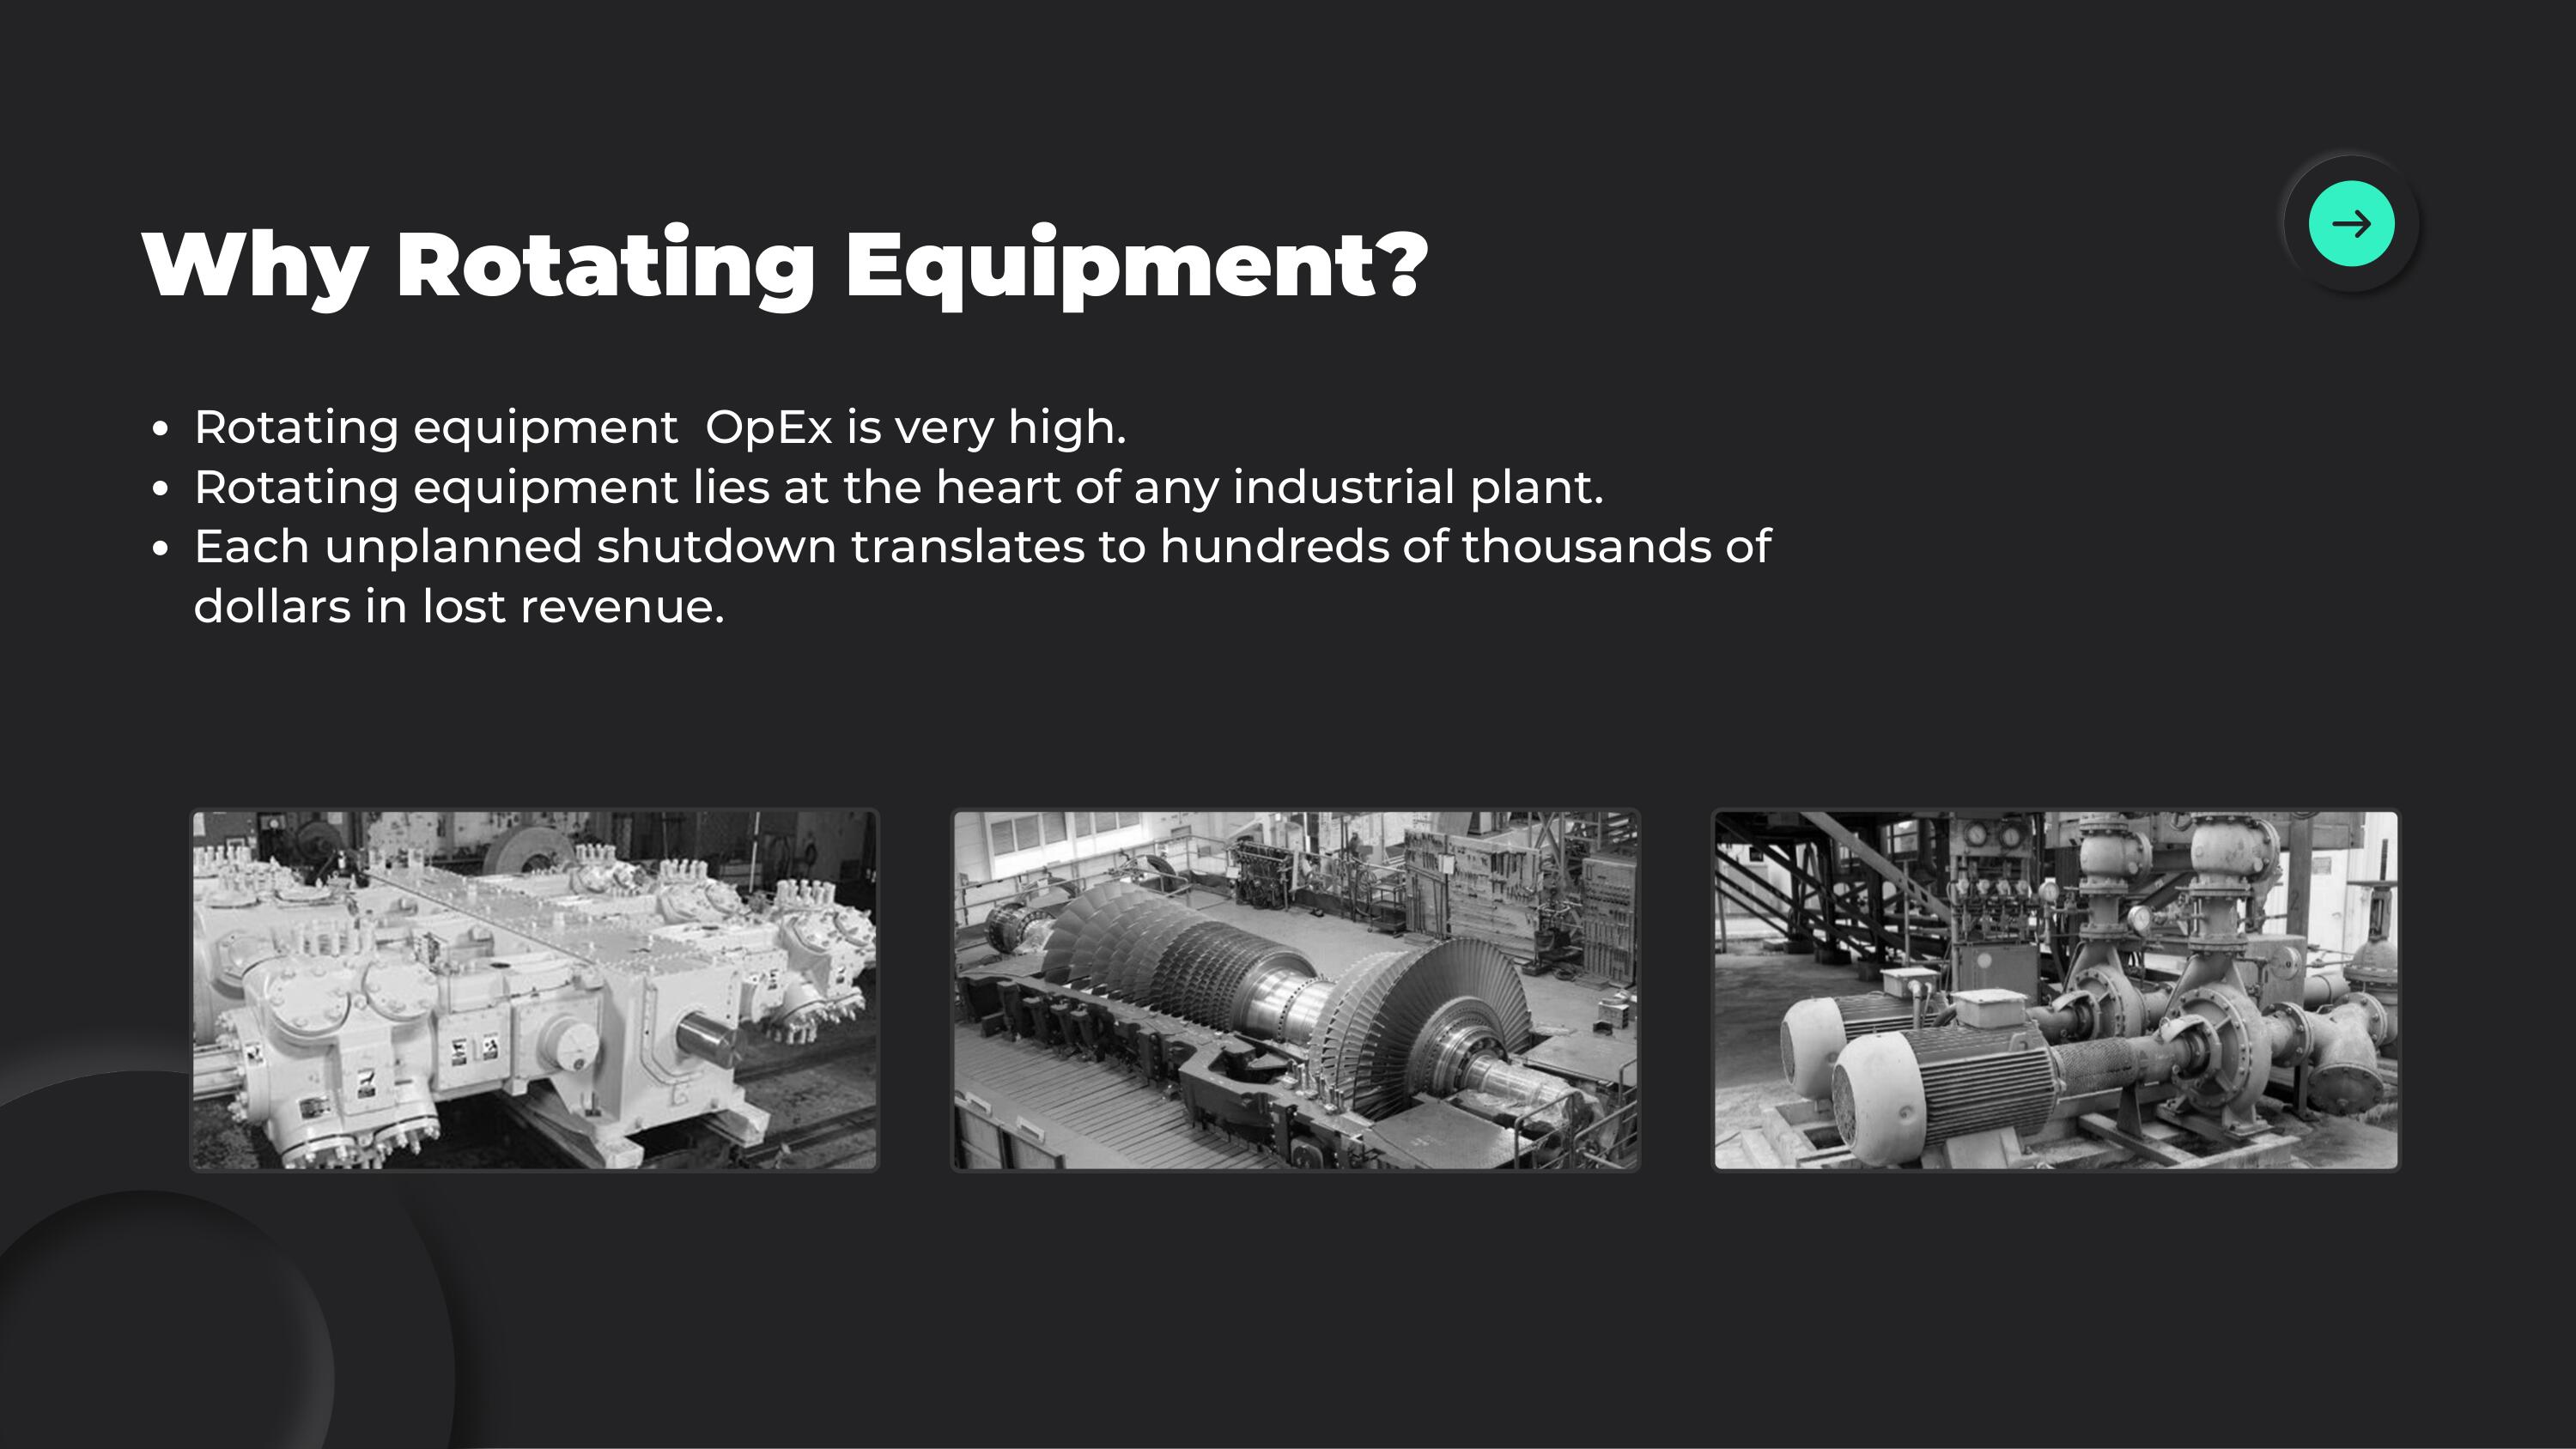 Why Rotating Equipment?
• Rotating equipment  OpEx is very high.
• Rotating equipment lies at the heart of any industrial plant.
• Each unplanned shutdown translates to hundreds of thousands of
dollars in lost revenue.